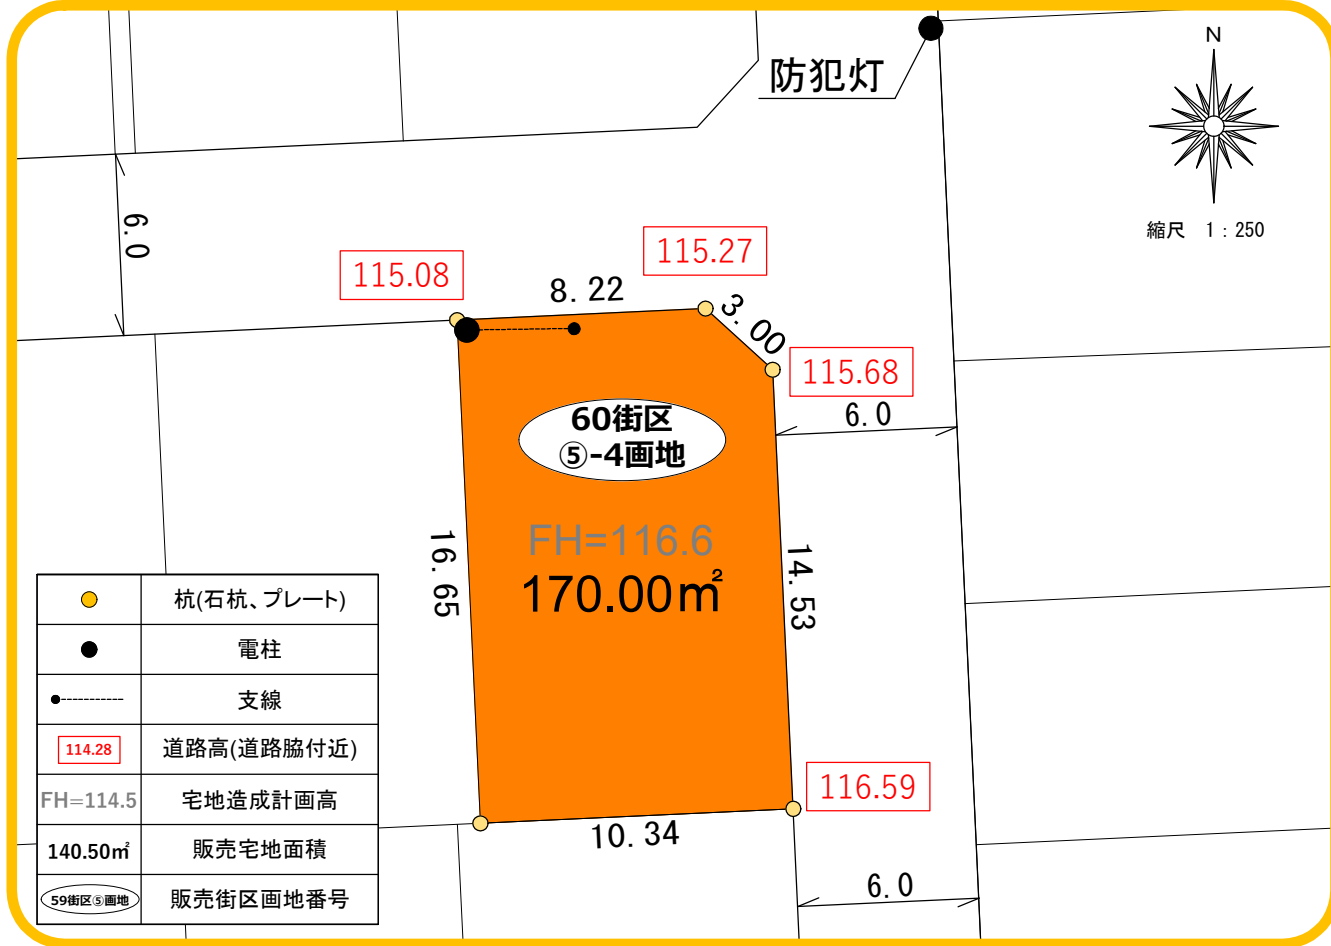 防犯灯
N
縮尺 1:250
6.0
115.08
115.27
8.22
3.00
115.68
6.0
60街区
⑤-4画地
FH=116.6
170.00㎡
16.65
14.53
116.59
10.34
6.0
杭(石杭、プレート)
電柱
支線
114.28 道路高(道路脇付近)
FH=114.5 宅地造成計画高
140.50㎡ 販売宅地面積
59街区⑤画地 販売街区画地番号